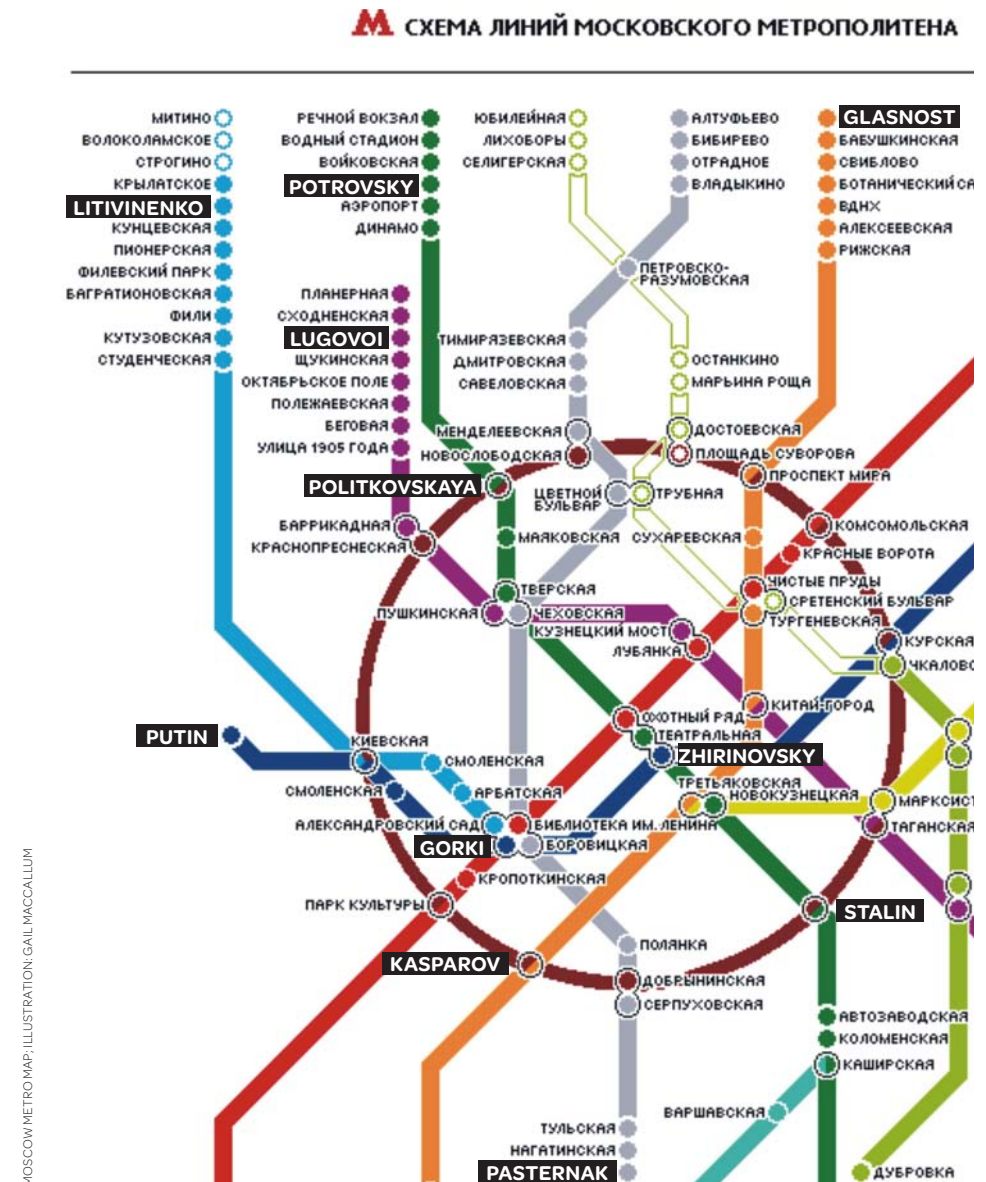 СХЕМА ЛИНИЙ МОСКОВСКОГО МЕТРОПОЛИТЕНА
МИТИНО
ВОЛОКОЛАМСКОЕ
СТРОГИНО
КРЫЛАТСКОЕ
LITIVINENKO
КУНЦЕВСКАЯ
ПИОНЕРСКАЯ
ФИЛЕВСКИЙ ПАРК
БАГРАТИОНОВСКАЯ
ФИЛИ
КУТУЗОВСКАЯ
СТУДЕНЧЕСКАЯ
РЕЧНОЙ ВОКЗАЛ
ВОДНЫЙ СТАДИОН
ВОЙКОВСКАЯ
POTROVSKY
АЭРОПОРТ
ДИНАМО
ПЛАНЕРНАЯ
СХОДНЕНСКАЯ
LUGOVOI
ЩУКИНСКАЯ
ОКТЯБРЬСКОЕ ПОЛЕ
ПОЛЕЖАЕВСКАЯ
БЕГОВАЯ
УЛИЦА 1905 ГОДА
ЮБИЛЕЙНАЯ
ЛИХОБОРЫ
СЕЛИГЕРСКАЯ
АЛТУФЬЕВО
БИБИРЕВО
ОТРАДНОЕ
ВЛАДЫКИНО
GLASNOST
БАБУШКИНСКАЯ
СВИБЛОВО
БОТАНИЧЕСКИЙ СА
ВДНХ
АЛЕКСЕЕВСКАЯ
РИЖСКАЯ
ПЕТРОВСКО-
РАЗУМОВСКАЯ
ТИМИРЯЗЕВСКАЯ
ДМИТРОВСКАЯ
САВЕЛОВСКАЯ
ОСТАНКИНО
МАРЬИНА РОЩА
МЕНДЕЛЕЕВСКАЯ
НОВОСЛОБОДСКАЯ
ДОСТОЕВСКАЯ
ПЛОЩАДЬ СУВОРОВА
ПРОСПЕКТ МИРА
POLITKOVSKAYA
ЦВЕТНОЙ
БУЛЬВАР
ТРУБНАЯ
БАРРИКАДНАЯ
КРАСНОПРЕСНЕСКАЯ
МАЯКОВСКАЯ
СУХАРЕВСКАЯ
КОМСОМОЛЬСКАЯ
КРАСНЫЕ ВОРОТА
ТВЕРСКАЯ
ЧИСТЫЕ ПРУДЫ
СРЕТЕНСКИЙ БУЛЬВАР
ТУРГЕНЕВСКАЯ
ПУШКИНСКАЯ
ЧЕХОВСКАЯ
КУЗНЕЦКИЙ МОСТ
ЛУБЯНКА
КУРСКАЯ
ЧКАЛОВС
КИТАЙ-ГОРОД
ОХОТНЫЙ РЯД
ТЕАТРАЛЬНАЯ
PUTIN
КИЕВСКАЯ
ZHIRINOVSKY
СМОЛЕНСКАЯ
СМОЛЕНСКАЯ
АРБАТСКАЯ
ТРЕТЬЯКОВСКАЯ
НОВОКУЗНЕЦКАЯ
МАРКСИСТ
АЛЕКСАНДРОВСКИЙ САД
БИБЛИОТЕКА ИМ. ЛЕНИНА
ТАГАНСКАЯ
GORKI
БОРОВИЦКАЯ
КРОПОТКИНСКАЯ
ПАРК КУЛЬТУРЫ
STALIN
ПОЛЯНКА
KASPAROV
ДОБРЫНИНСКАЯ
СЕРПУХОВСКАЯ
АВТОЗАВОДСКАЯ
КОЛОМЕНСКАЯ
КАШИРСКАЯ
ВАРШАВСКАЯ
ТУЛЬСКАЯ
НАГАТИНСКАЯ
PASTERNAK
ДУБРОВКА
MOSCOW METRO MAP; ILLUSTRATION: GAIL MACCALLUM